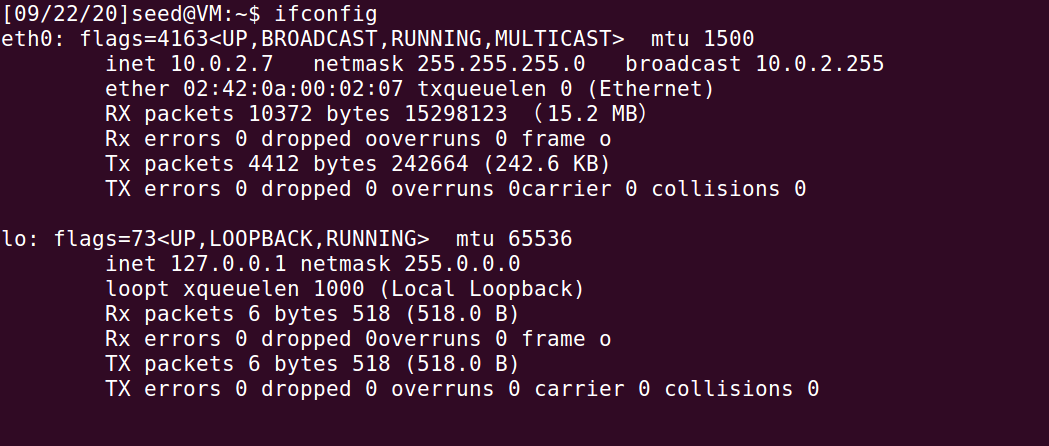 [09/22/20]seed@VM:~$ ifconfig
eth0: flags=4163<UP,BROADCAST,RUNNING,MULTICAST>  mtu 1500
        inet 10.0.2.7   netmask 255.255.255.0   broadcast 10.0.2.255
        ether 02:42:0a:00:02:07 txqueuelen 0 (Ethernet)
        RX packets 10372 bytes 15298123 （15.2 MB）
        Rx errors 0 dropped ooverruns 0 frame o
        Tx packets 4412 bytes 242664 (242.6 KB)
        TX errors 0 dropped 0 overruns 0carrier 0 collisions 0
lo: flags=73<UP,LOOPBACK,RUNNING>  mtu 65536
        inet 127.0.0.1 netmask 255.0.0.0
        loopt xqueuelen 1000 (Local Loopback)
        Rx packets 6 bytes 518 (518.0 B)
        Rx errors 0 dropped 0overruns 0 frame o
        TX packets 6 bytes 518 (518.0 B)
        TX errors 0 dropped 0 overruns 0 carrier 0 collisions 0